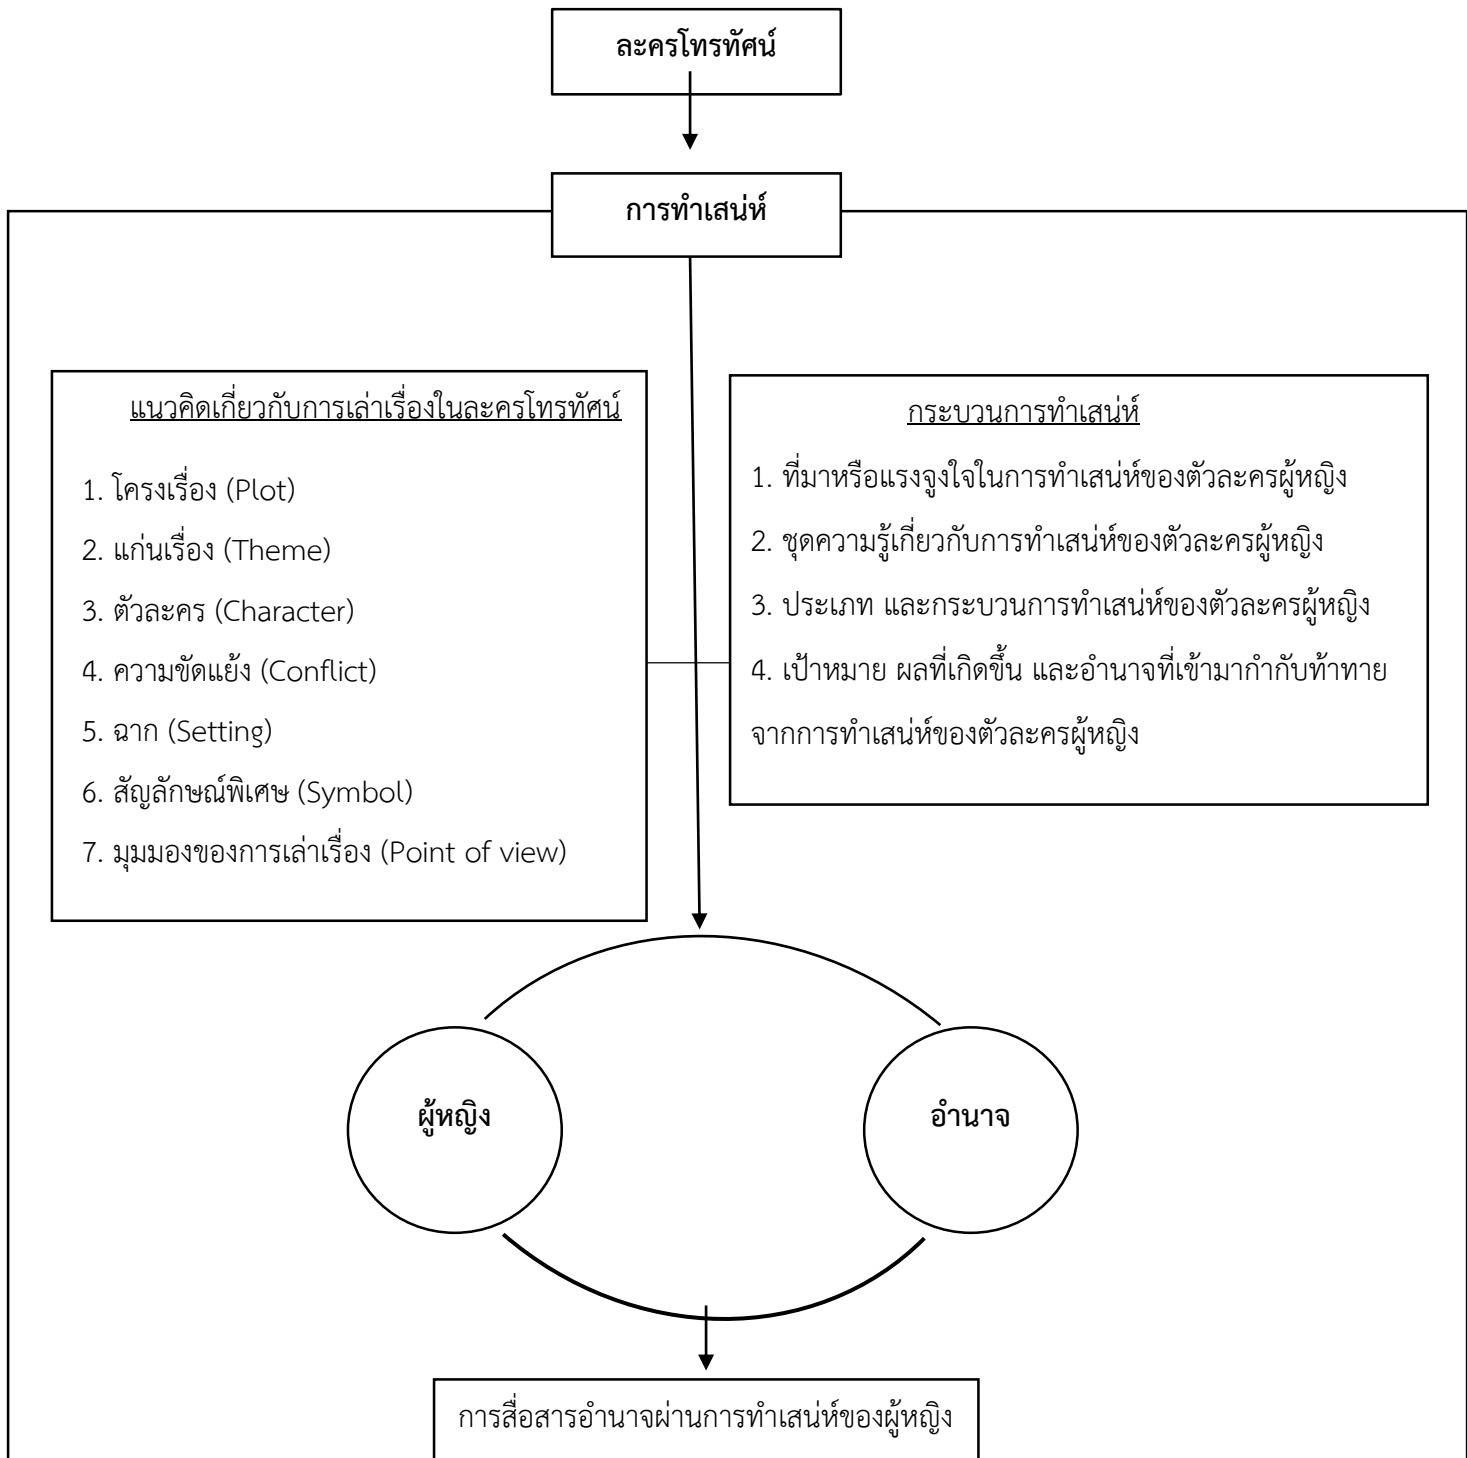 ละครโทรทัศน์
การทำเสน่ห์
แนวคิดเกี่ยวกับการเล่าเรื่องในละครโทรทัศน์
1. โครงเรื่อง (Plot)
2. แก่นเรื่อง (Theme)
3. ตัวละคร (Character)
4. ความขัดแย้ง (Conflict)
5. ฉาก (Setting)
6. สัญลักษณ์พิเศษ (Symbol)
7. มุมมองของการเล่าเรื่อง (Point of view)
กระบวนการทำเสน่ห์
1. ที่มาหรือแรงจูงใจในการทำเสน่ห์ของตัวละครผู้หญิง
2. ชุดความรู้เกี่ยวกับการทำเสน่ห์ของตัวละครผู้หญิง
3. ประเภท และกระบวนการทำเสน่ห์ของตัวละครผู้หญิง
4. เป้าหมาย ผลที่เกิดขึ้น และอำนาจที่เข้ามากำกับท้าทาย
จากการทำเสน่ห์ของตัวละครผู้หญิง
ผู้หญิง
อำนาจ
การสื่อสารอำนาจผ่านการทำเสน่ห์ของผู้หญิง